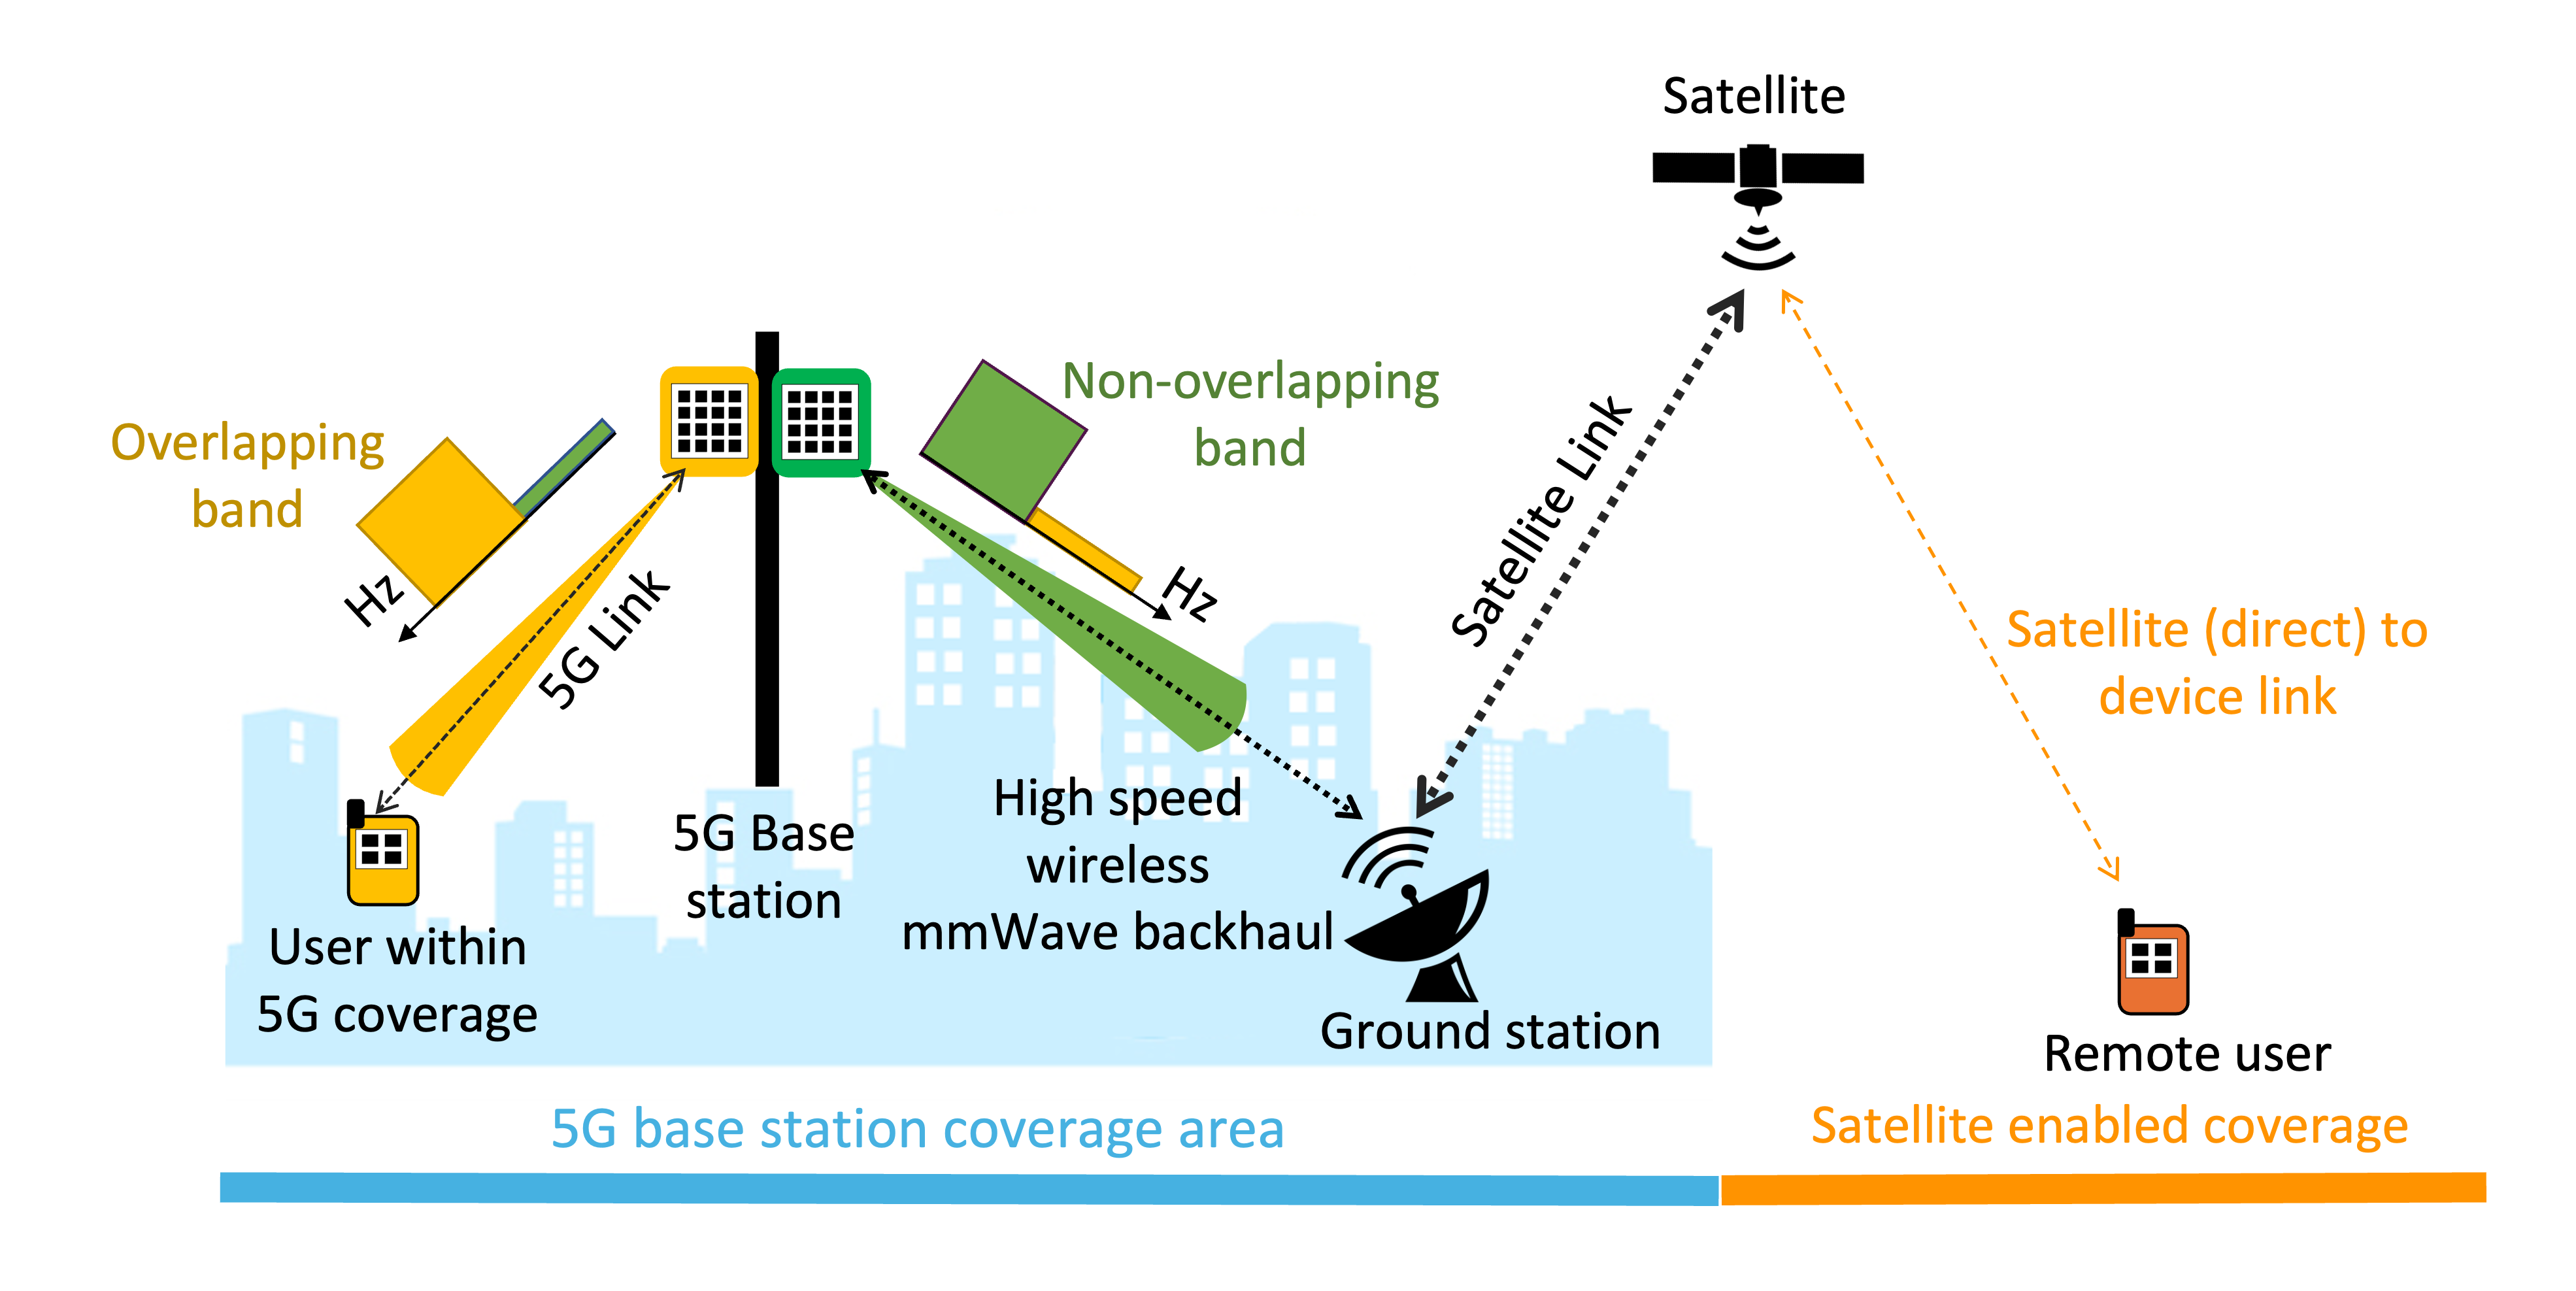 Satellite
Overlapping
band
Hz
5G Link
Non-overlapping
band
Hz
Satellite Link
Satellite (direct) to
device link
5G Base
station
High speed
wireless
mmWave backhaul
User within
5G coverage
Ground station
Remote user
5G base station coverage area
Satellite enabled coverage